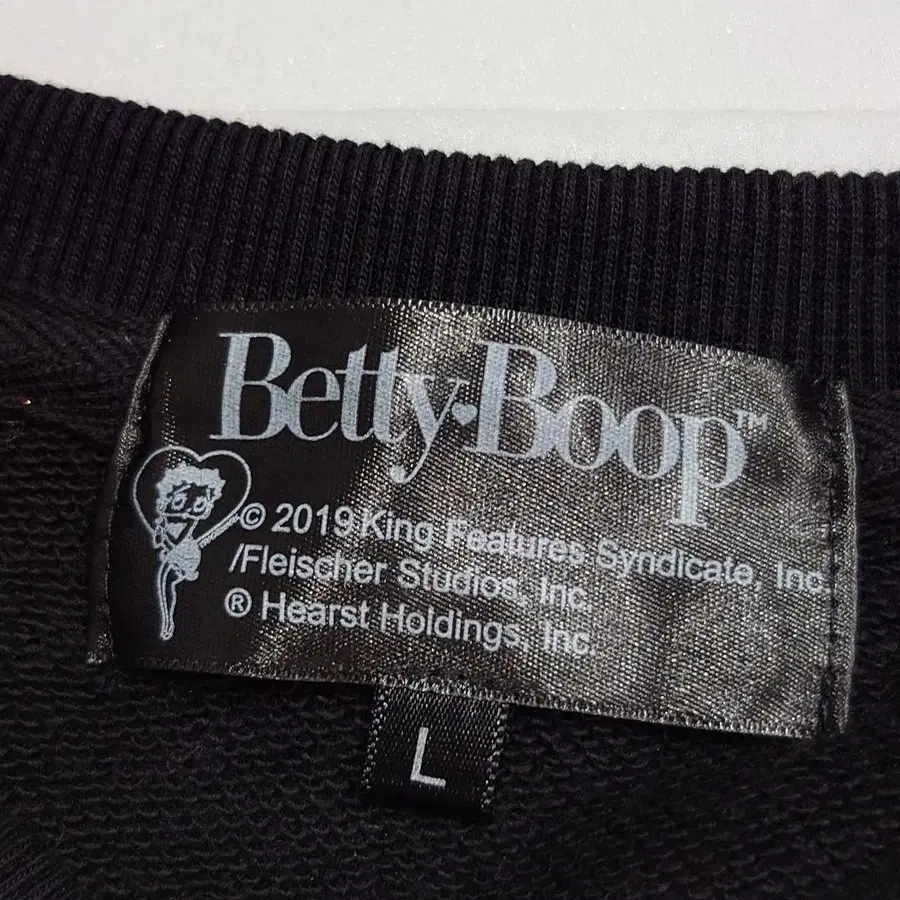 Betty♥Boop™
© 2019 King Features Syndicate, Inc.
/Fleischer Studios, Inc.
® Hearst Holdings, Inc.
L